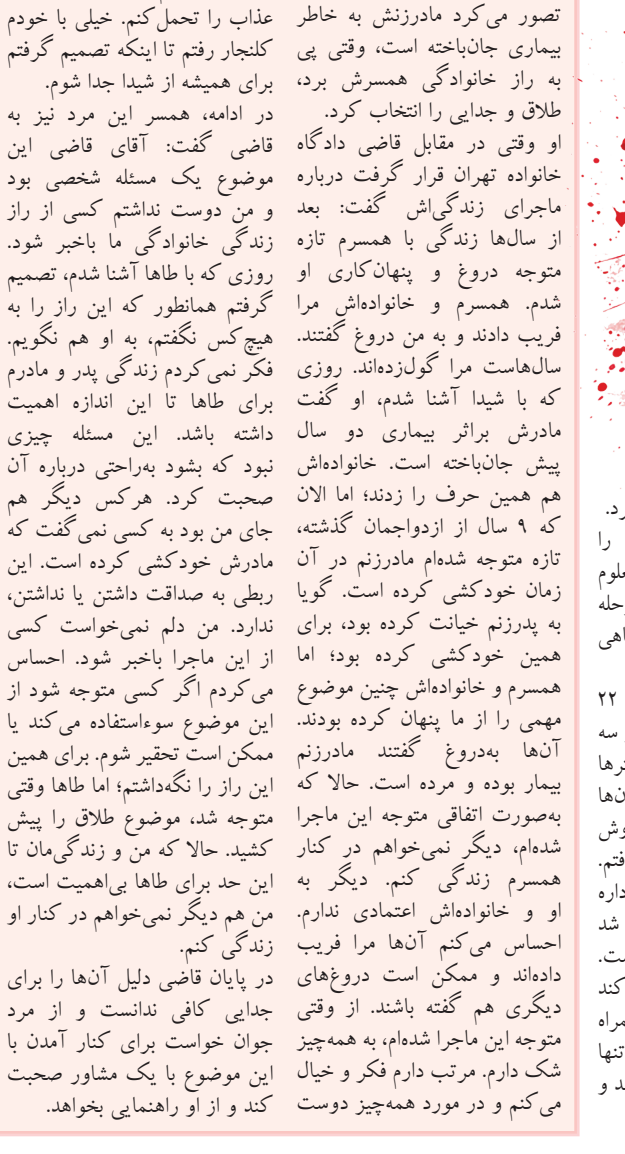 رد.
را
علوم
حله
اهی
۲۲
سه
ترها
ن‌ها
وش
فتم.
داره
شد
ست.
کند
مراه
تنها
ند و
تصور می‌کرد مادرزنش به خاطر
بیماری جان‌باخته است، وقتی پی
به راز خانوادگی همسرش برد،
طلاق و جدایی را انتخاب کرد.
او وقتی در مقابل قاضی دادگاه
خانواده تهران قرار گرفت درباره
ماجرای زندگی‌اش گفت: بعد
از سال‌ها زندگی با همسرم تازه
متوجه دروغ و پنهان‌کاری او
شدم. همسرم و خانواده‌اش مرا
فریب دادند و به من دروغ گفتند.
سال‌هاست مرا گول‌زده‌اند. روزی
که با شیدا آشنا شدم، او گفت
مادرش براثر بیماری دو سال
پیش جان‌باخته است. خانواده‌اش
هم همین حرف را زدند؛ اما الان
که ۹ سال از ازدواجمان گذشته،
تازه متوجه شده‌ام مادرزنم در آن
زمان خودکشی کرده است. گویا
به پدرزنم خیانت کرده بود، برای
همین خودکشی کرده بود؛ اما
همسرم و خانواده‌اش چنین موضوع
مهمی را از ما پنهان کرده بودند.
آن‌ها به‌دروغ گفتند مادرزنم
بیمار بوده و مرده است. حالا که
به‌صورت اتفاقی متوجه این ماجرا
شده‌ام، دیگر نمی‌خواهم در کنار
همسرم زندگی کنم. دیگر به
او و خانواده‌اش اعتمادی ندارم.
احساس می‌کنم آن‌ها مرا فریب
داده‌اند و ممکن است دروغ‌های
دیگری هم گفته باشند. از وقتی
متوجه این ماجرا شده‌ام، به همه‌چیز
شک دارم. مرتب دارم فکر و خیال
می‌کنم و در مورد همه‌چیز دوست
عذاب را تحمل کنم. خیلی با خودم
کلنجار رفتم تا اینکه تصمیم گرفتم
برای همیشه از شیدا جدا شوم.
در ادامه، همسر این مرد نیز به
قاضی گفت: آقای قاضی این
موضوع یک مسئله شخصی بود
و من دوست نداشتم کسی از راز
زندگی خانوادگی ما باخبر شود.
روزی که با طاها آشنا شدم، تصمیم
گرفتم همانطور که این راز را به
هیچ‌کس نگفتم، به او هم نگویم.
فکر نمی‌کردم زندگی پدر و مادرم
برای طاها تا این اندازه اهمیت
داشته باشد. این مسئله چیزی
نبود که بشود به‌راحتی درباره آن
صحبت کرد. هرکس دیگر هم
جای من بود به کسی نمی‌گفت که
مادرش خودکشی کرده است. این
ربطی به صداقت داشتن یا نداشتن،
ندارد. من دلم نمی‌خواست کسی
از این ماجرا باخبر شود. احساس
می‌کردم اگر کسی متوجه شود از
این موضوع سوءاستفاده می‌کند یا
ممکن است تحقیر شوم. برای همین
این راز را نگه‌داشتم؛ اما طاها وقتی
متوجه شد، موضوع طلاق را پیش
کشید. حالا که من و زندگی‌مان تا
این حد برای طاها بی‌اهمیت است،
من هم دیگر نمی‌خواهم در کنار او
زندگی کنم.
در پایان قاضی دلیل آن‌ها را برای
جدایی کافی ندانست و از مرد
جوان خواست برای کنار آمدن با
این موضوع با یک مشاور صحبت
کند و از او راهنمایی بخواهد.